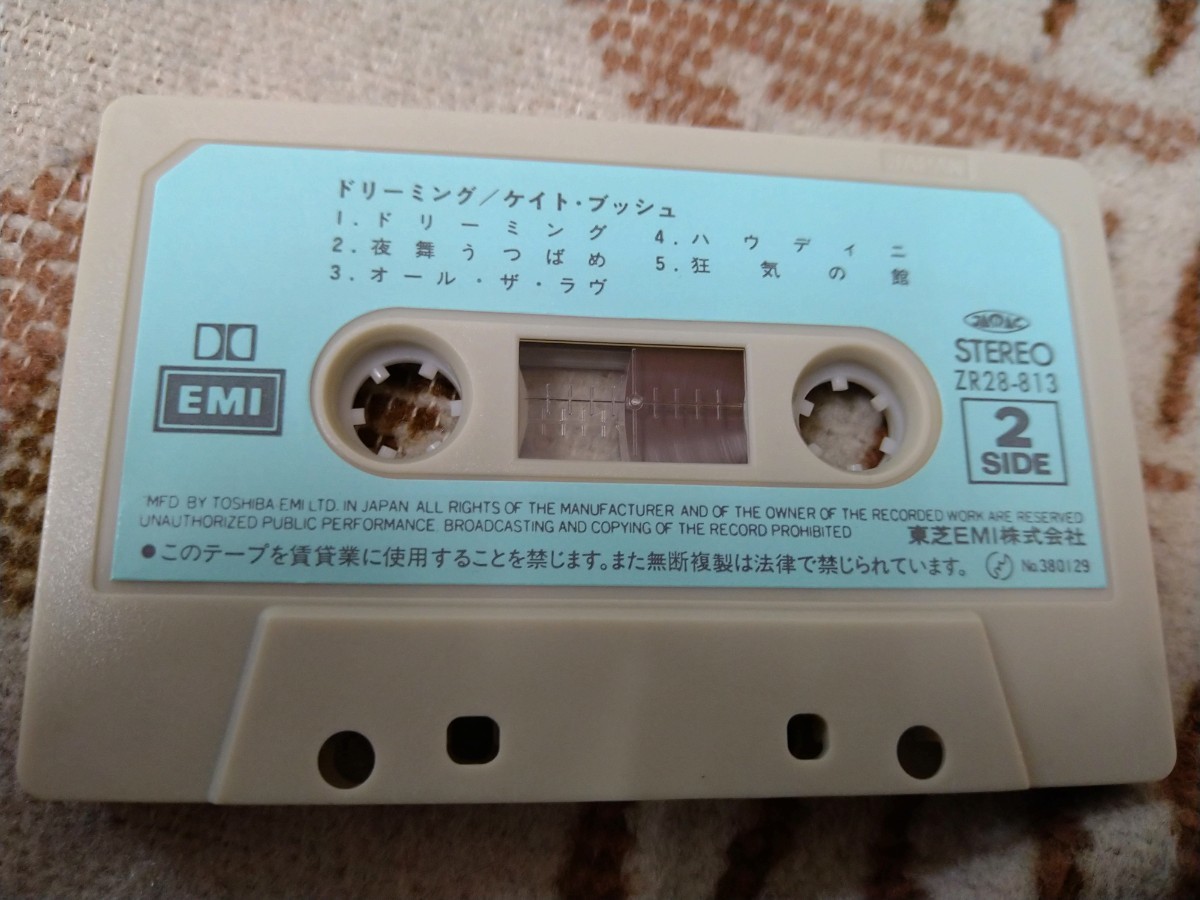 ドリーミング／ケイト・ブッシュ
1.ドリーミング
2.夜舞うつばめ
3.オール・ザ・ラヴ
4.ハウディニ
5.狂気の館
EMI
STEREO
ZR28-813
2
SIDE
MFD BY TOSHIBA EMI LTD. IN JAPAN ALL RIGHTS OF THE MANUFACTURER AND OF THE OWNER OF THE RECORDED WORK ARE RESERVED
UNAUTHORIZED PUBLIC PERFORMANCE. BROADCASTING AND COPYING OF THE RECORD PROHIBITED
東芝EMI株式会社
●このテープを賃貸業に使用することを禁じます。また無断複製は法律で禁じられています。
No.380129